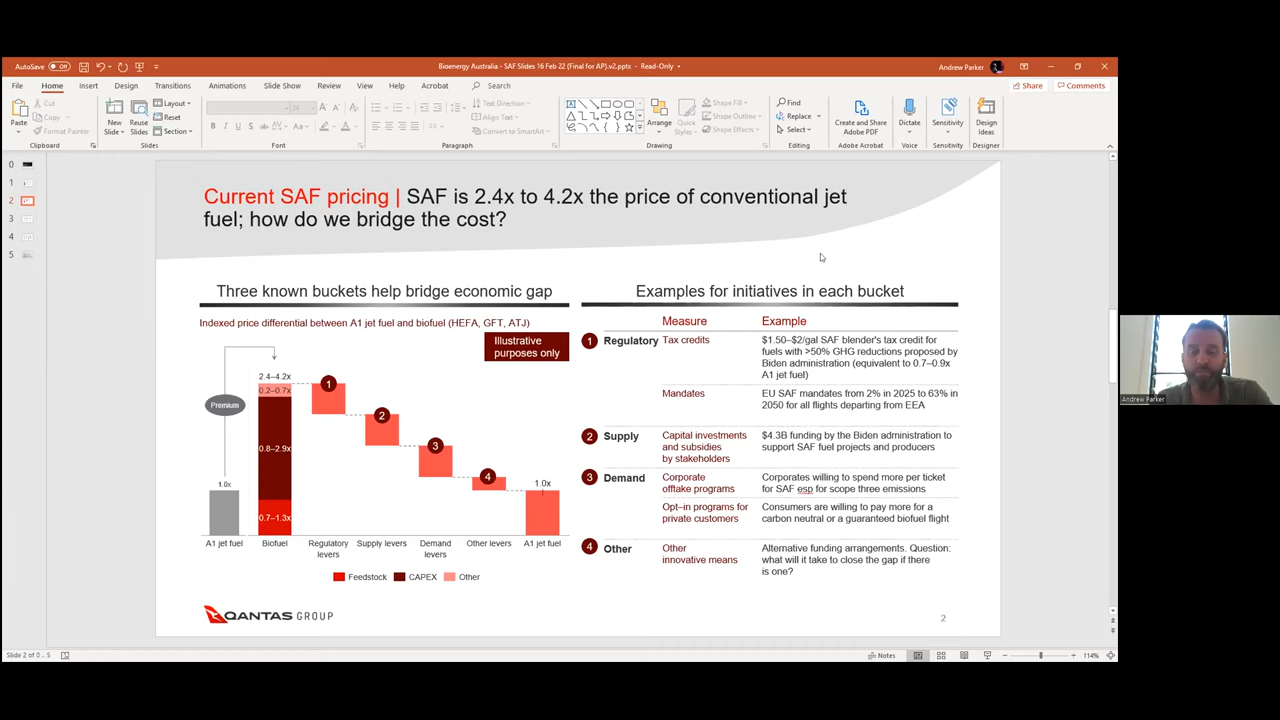 AutoSave Off
Bioenergy Australia - SAF Slides 16 Feb 22 (Final for AP).v2.pptx - Read-Only
Andrew Parker
File Home Insert Design Transitions Animations Slide Show Review View Help Acrobat Search
Share Comments
Paste
Cut
Copy
Format Painter
Clipboard
New Slide
Reuse Slides
Layout
Reset
Section
Slides
Font
Text Direction
Align Text
Convert to SmartArt
Paragraph
Arrange
Quick Styles
Shape Fill
Shape Outline
Shape Effects
Drawing
Find
Replace
Select
Editing
Create and Share Adobe PDF
Adobe Acrobat
Dictate
Voice
Sensitivity
Sensitivity
Design Ideas
Designer
0
1
2
3
4
5
Current SAF pricing | SAF is 2.4x to 4.2x the price of conventional jet
fuel; how do we bridge the cost?
Three known buckets help bridge economic gap
Indexed price differential between A1 jet fuel and biofuel (HEFA, GFT, ATJ)
Illustrative
purposes only
2.4–4.2x
0.2–0.7x
Premium
0.8–2.9x
1.0x
0.7–1.3x
1
2
3
4
1.0x
A1 jet fuel
Biofuel
Regulatory
levers
Supply levers
Demand
levers
Other levers
A1 jet fuel
Feedstock CAPEX Other
Examples for initiatives in each bucket
Measure Example
1 Regulatory
Tax credits
$1.50–$2/gal SAF blender's tax credit for
fuels with >50% GHG reductions proposed by
Biden administration (equivalent to 0.7–0.9x
A1 jet fuel)
Mandates
EU SAF mandates from 2% in 2025 to 63% in
2050 for all flights departing from EEA
2 Supply
Capital investments
and subsidies
by stakeholders
$4.3B funding by the Biden administration to
support SAF fuel projects and producers
3 Demand
Corporate
offtake programs
Corporates willing to spend more per ticket
for SAF esp for scope three emissions
Opt–in programs for
private customers
Consumers are willing to pay more for a
carbon neutral or a guaranteed biofuel flight
4 Other
Other
innovative means
Alternative funding arrangements. Question:
what will it take to close the gap if there
is one?
QANTAS GROUP
2
Andrew Parker
Slide 2 of 0..5
Notes
114%